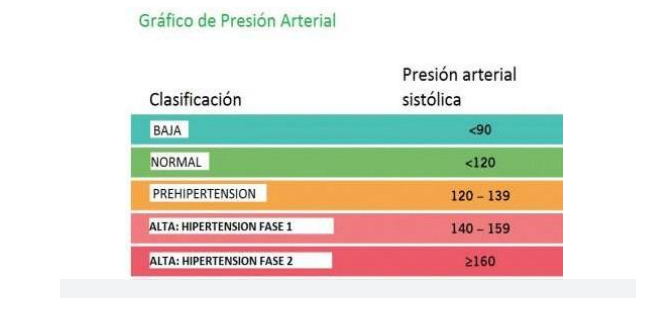 Gráfico de Presión Arterial
Presión arterial
Clasificación sistólica
BAJA <90
NORMAL <120
PREHIPERTENSION 120 – 139
ALTA: HIPERTENSION FASE 1 140 – 159
ALTA: HIPERTENSION FASE 2 ≥160